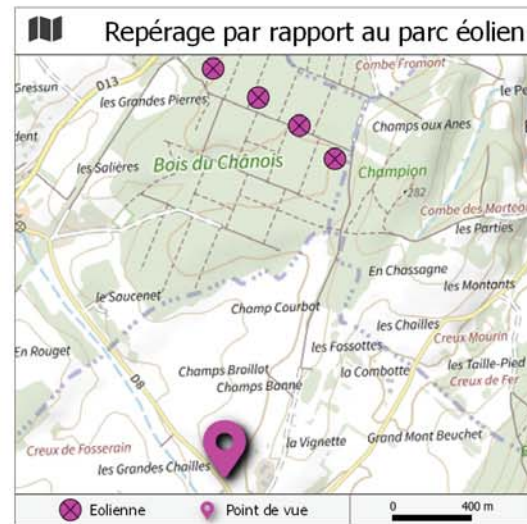 Repérage par rapport au parc éolien
Combe Fromont
Gressun
D13
les Grandes Pierres
le Pe
dent
Champs aux Anes
les Salières
Bois du Chânois
Champion
282
Combe des Marteau
les Parties
En Chassagne
le Saucenet
les Montants
Champ Courbot
les Chailles
Creux Mourin
En Rouget
les Fossottes
les Taille-Pied
Champs Braillot
la Combotte
Creux de Fer
D8
Champs Banné
Creux de Fosserain
la Vignette
Grand Mont Beuchet
les Grandes Chailles
Eolienne
Point de vue
0 400 m